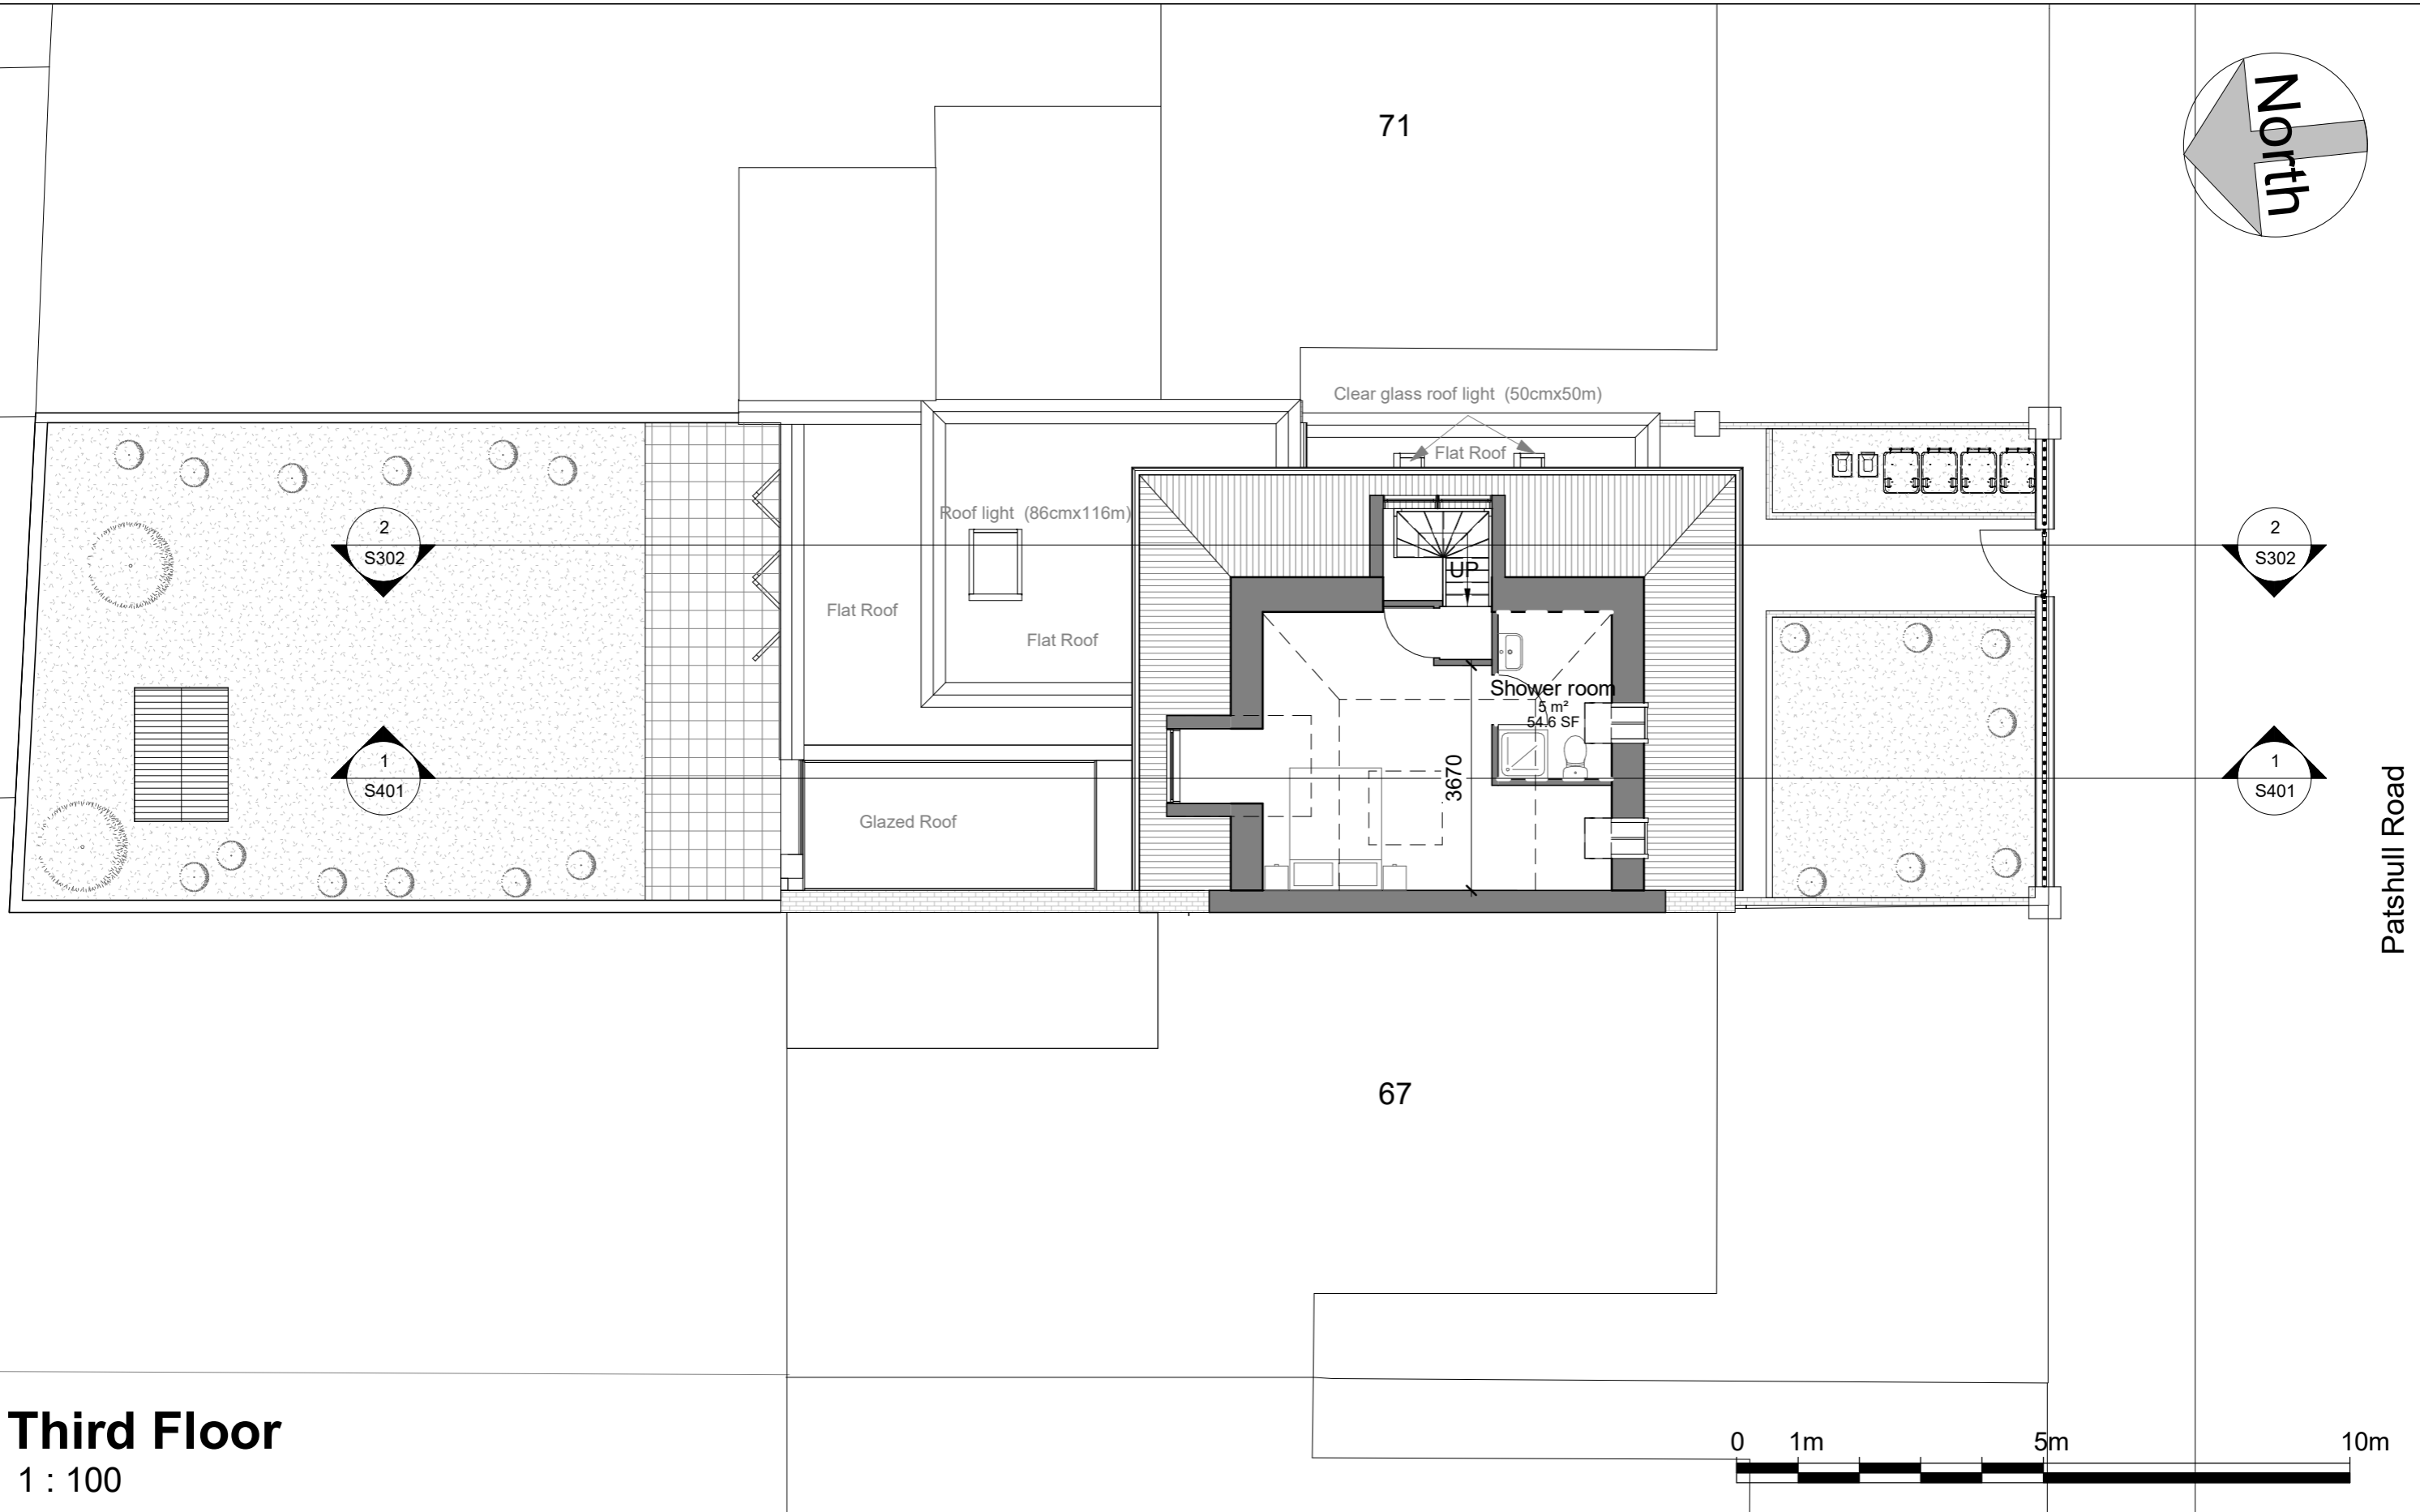 71
North
Clear glass roof light (50cmx50m)
Flat Roof
Roof light (86cmx116m)
2
S302
2
S302
UP
Flat Roof
Flat Roof
Shower room
5 m²
54.6 SF
1
S401
3670
1
S401
Glazed Roof
Patshull Road
67
Third Floor
1 : 100
0 1m 5m 10m